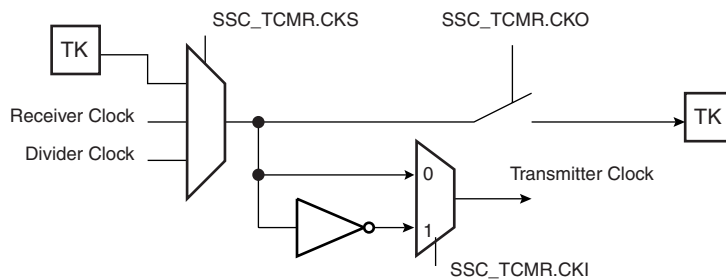 SSC_TCMR.CKS
SSC_TCMR.CKO
TK
Receiver Clock
TK
Divider Clock
0
Transmitter Clock
1
SSC_TCMR.CKI